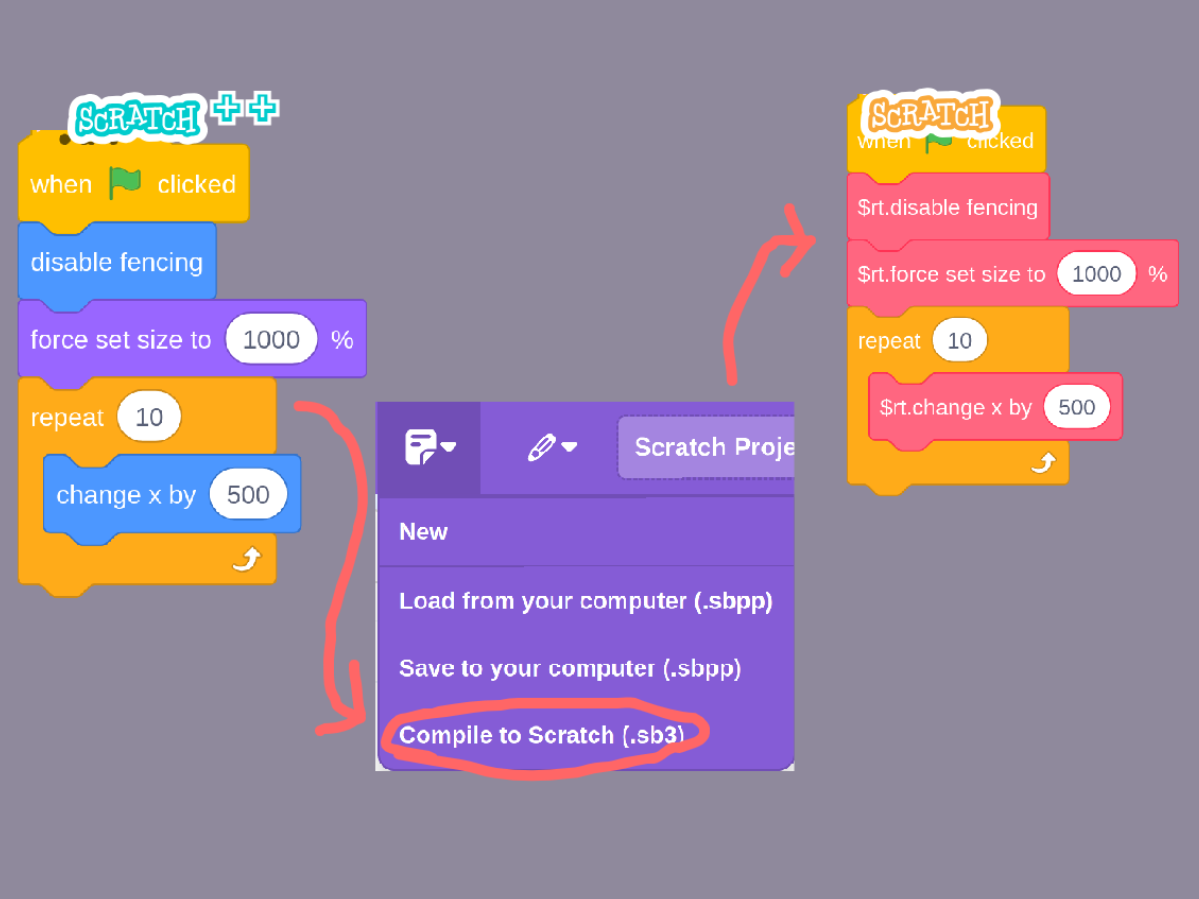 SCRATCH++
when clicked
disable fencing
force set size to 1000 %
repeat 10
change x by 500
Scratch Proje
New
Load from your computer (.sbpp)
Save to your computer (.sbpp)
Compile to Scratch (.sb3)
SCRATCH
when clicked
$rt.disable fencing
$rt.force set size to 1000 %
repeat 10
$rt.change x by 500